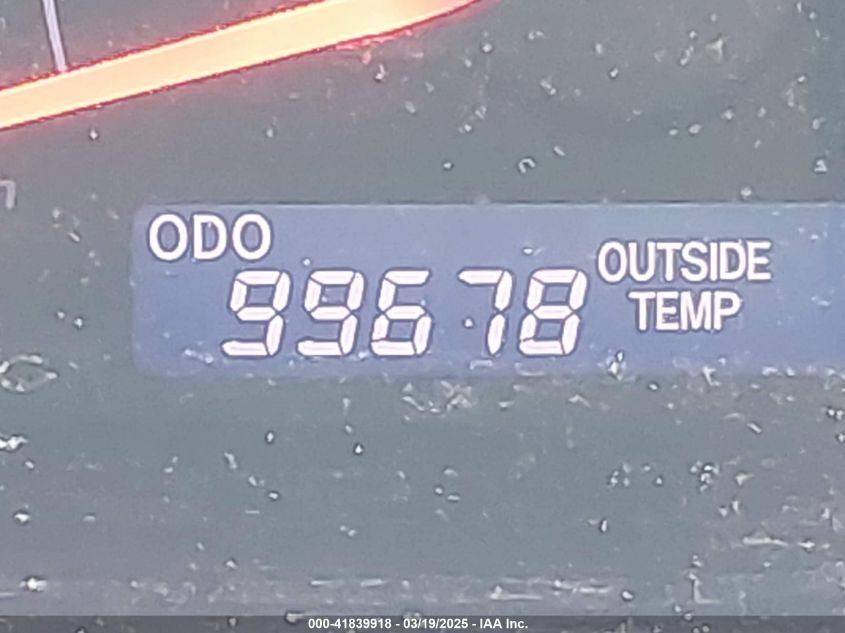 ODO
99678
OUTSIDE
TEMP
000-41839918 - 03/19/2025 - IAA Inc.